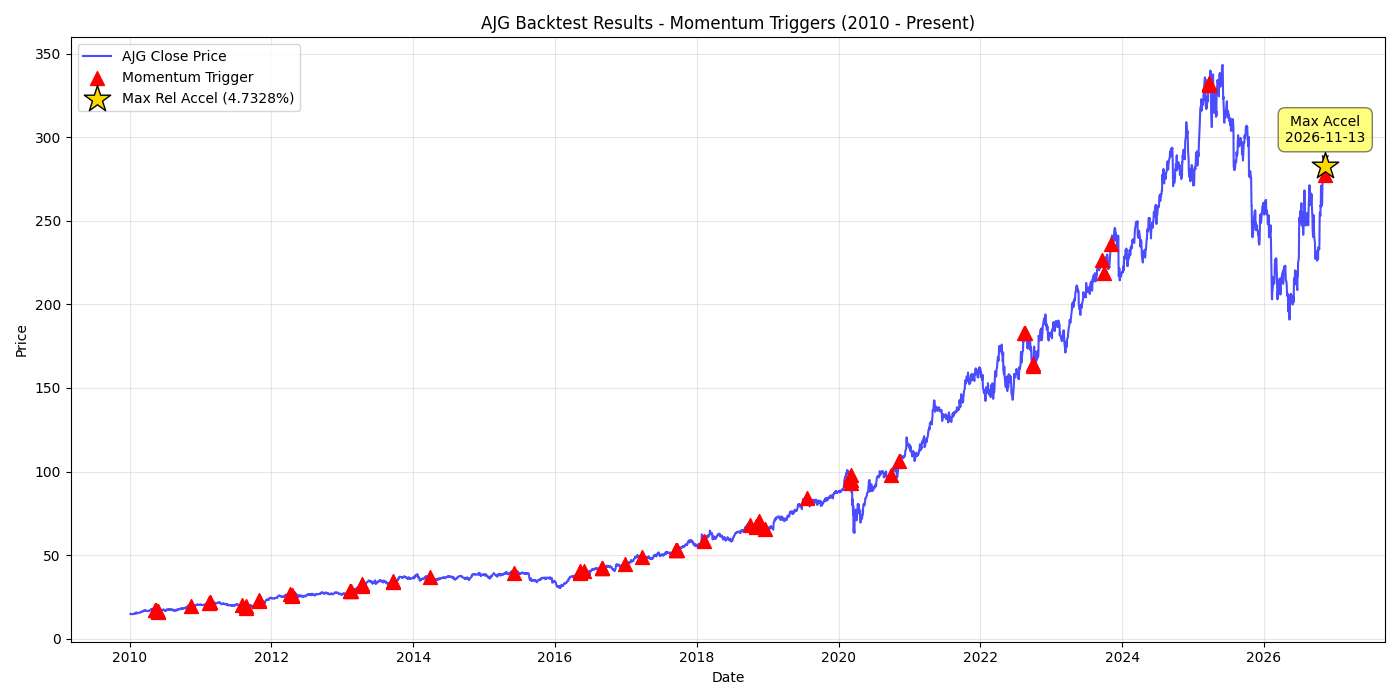 AJG Backtest Results - Momentum Triggers (2010 - Present)
AJG Close Price
Momentum Trigger
Max Rel Accel (4.7328%)
Max Accel
2026-11-13
350
300
250
200
150
100
50
0
Price
2010 2012 2014 2016 2018 2020 2022 2024 2026
Date